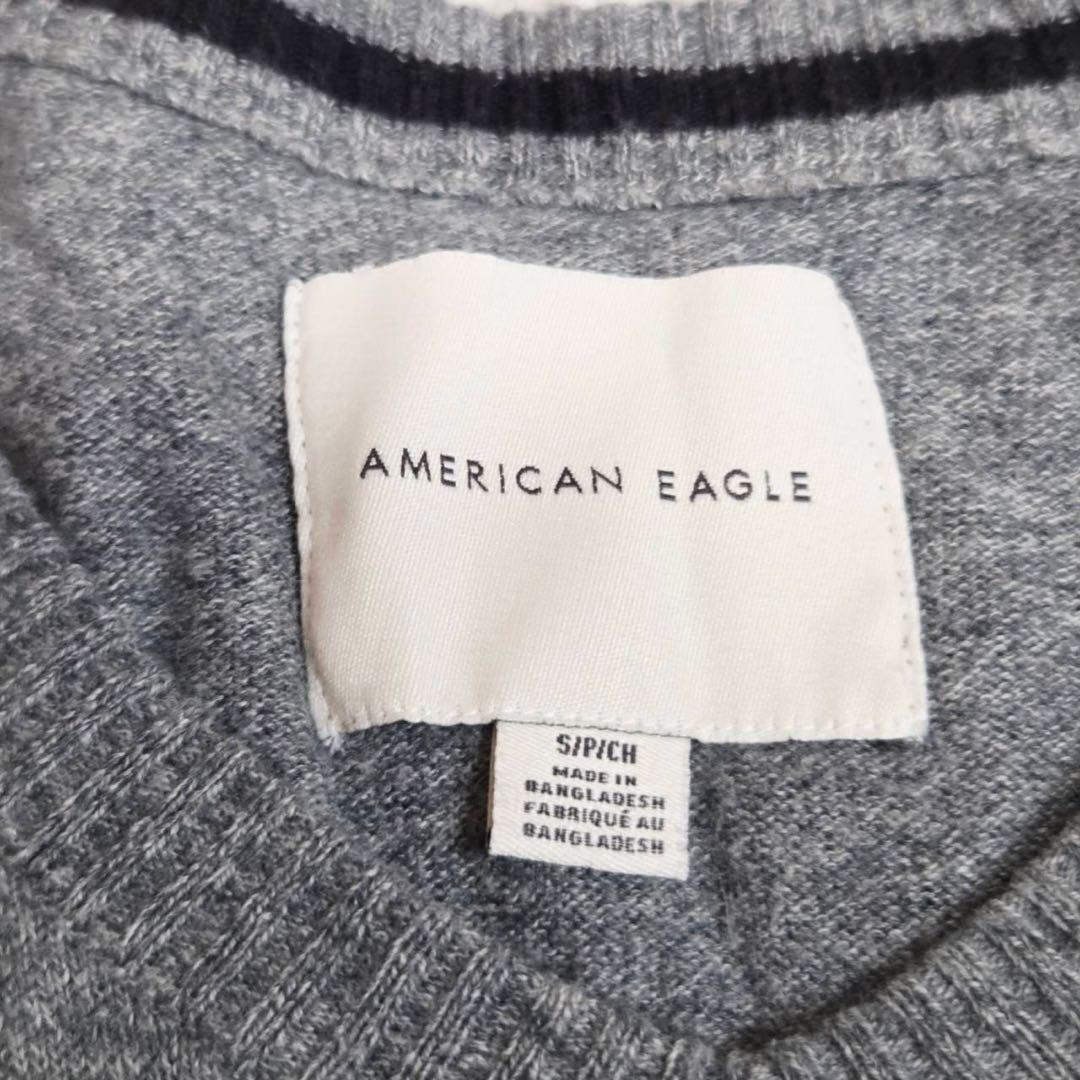 AMERICAN EAGLE
S/P/CH
MADE IN
BANGLADESH
FABRIQUÉ AU
BANGLADESH